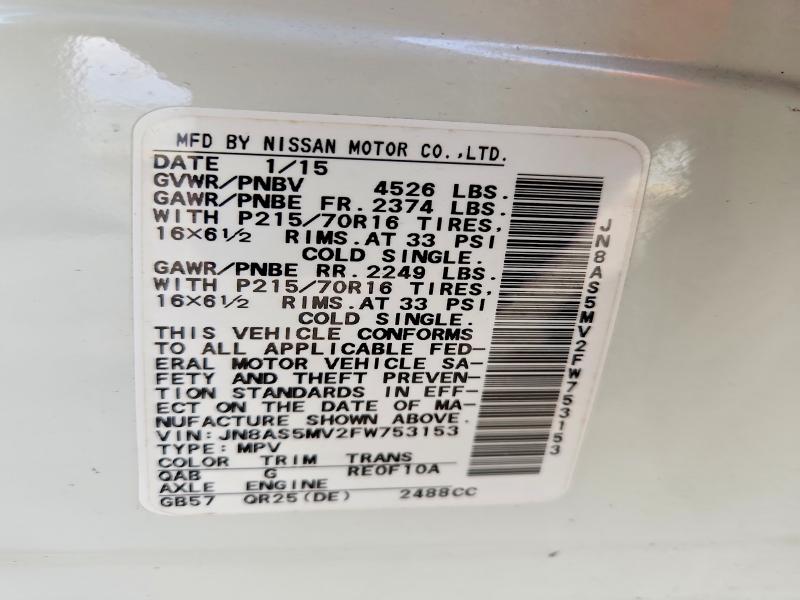 MFD BY NISSAN MOTOR CO.,LTD.
DATE 1/15
GVWR/PNBV 4526 LBS.
GAWR/PNBE FR. 2374 LBS.
WITH P215/70R16 TIRES,
16×6½ RIMS.AT 33 PSI
COLD SINGLE.
GAWR/PNBE RR. 2249 LBS.
WITH P215/70R16 TIRES,
16×6½ RIMS.AT 33 PSI
COLD SINGLE.
THIS VEHICLE CONFORMS
TO ALL APPLICABLE FED-
ERAL MOTOR VEHICLE SA-
FETY AND THEFT PREVEN-
TION STANDARDS IN EFF-
ECT ON THE DATE OF MA-
NUFACTURE SHOWN ABOVE.
VIN:JN8AS5MV2FW753153
TYPE:MPV
COLOR TRIM TRANS
QAB G RE0F10A
AXLE ENGINE
GB57 QR25(DE) 2488CC
JN8AS5MV2FW753153